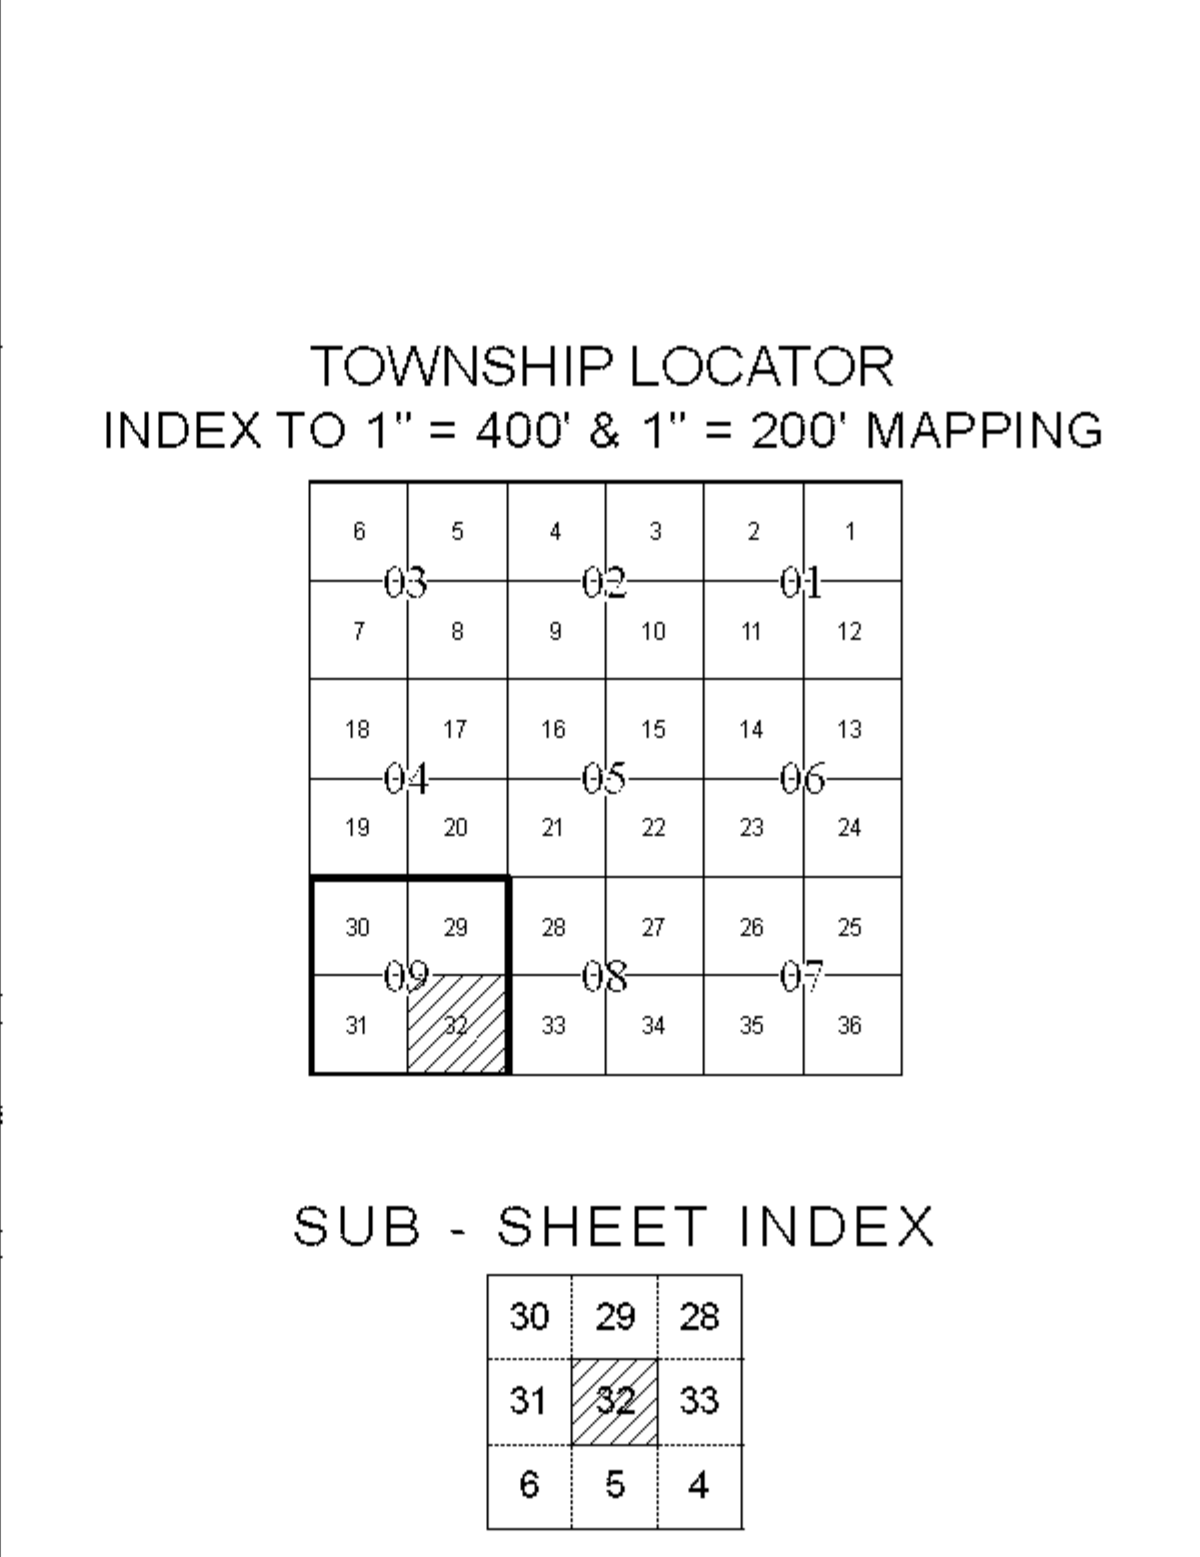 TOWNSHIP LOCATOR
INDEX TO 1" = 400' & 1" = 200' MAPPING
6 5 4 3 2 1
03 02 01
7 8 9 10 11 12
18 17 16 15 14 13
04 05 06
19 20 21 22 23 24
30 29 28 27 26 25
09 08 07
31 32 33 34 35 36
SUB - SHEET INDEX
30 29 28
31 32 33
6 5 4